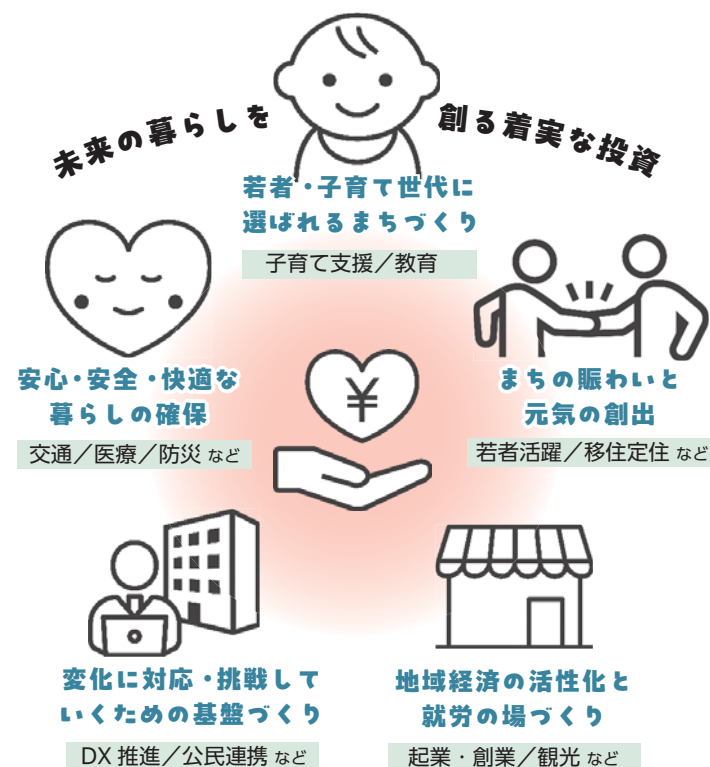 未来の暮らしを 創る着実な投資
若者・子育て世代に
選ばれるまちづくり
子育て支援／教育
安心・安全・快適な
暮らしの確保
交通／医療／防災 など
まちの賑わいと
元気の創出
若者活躍／移住定住 など
¥
変化に対応・挑戦して
いくための基盤づくり
DX 推進／公民連携 など
地域経済の活性化と
就労の場づくり
起業・創業／観光 など